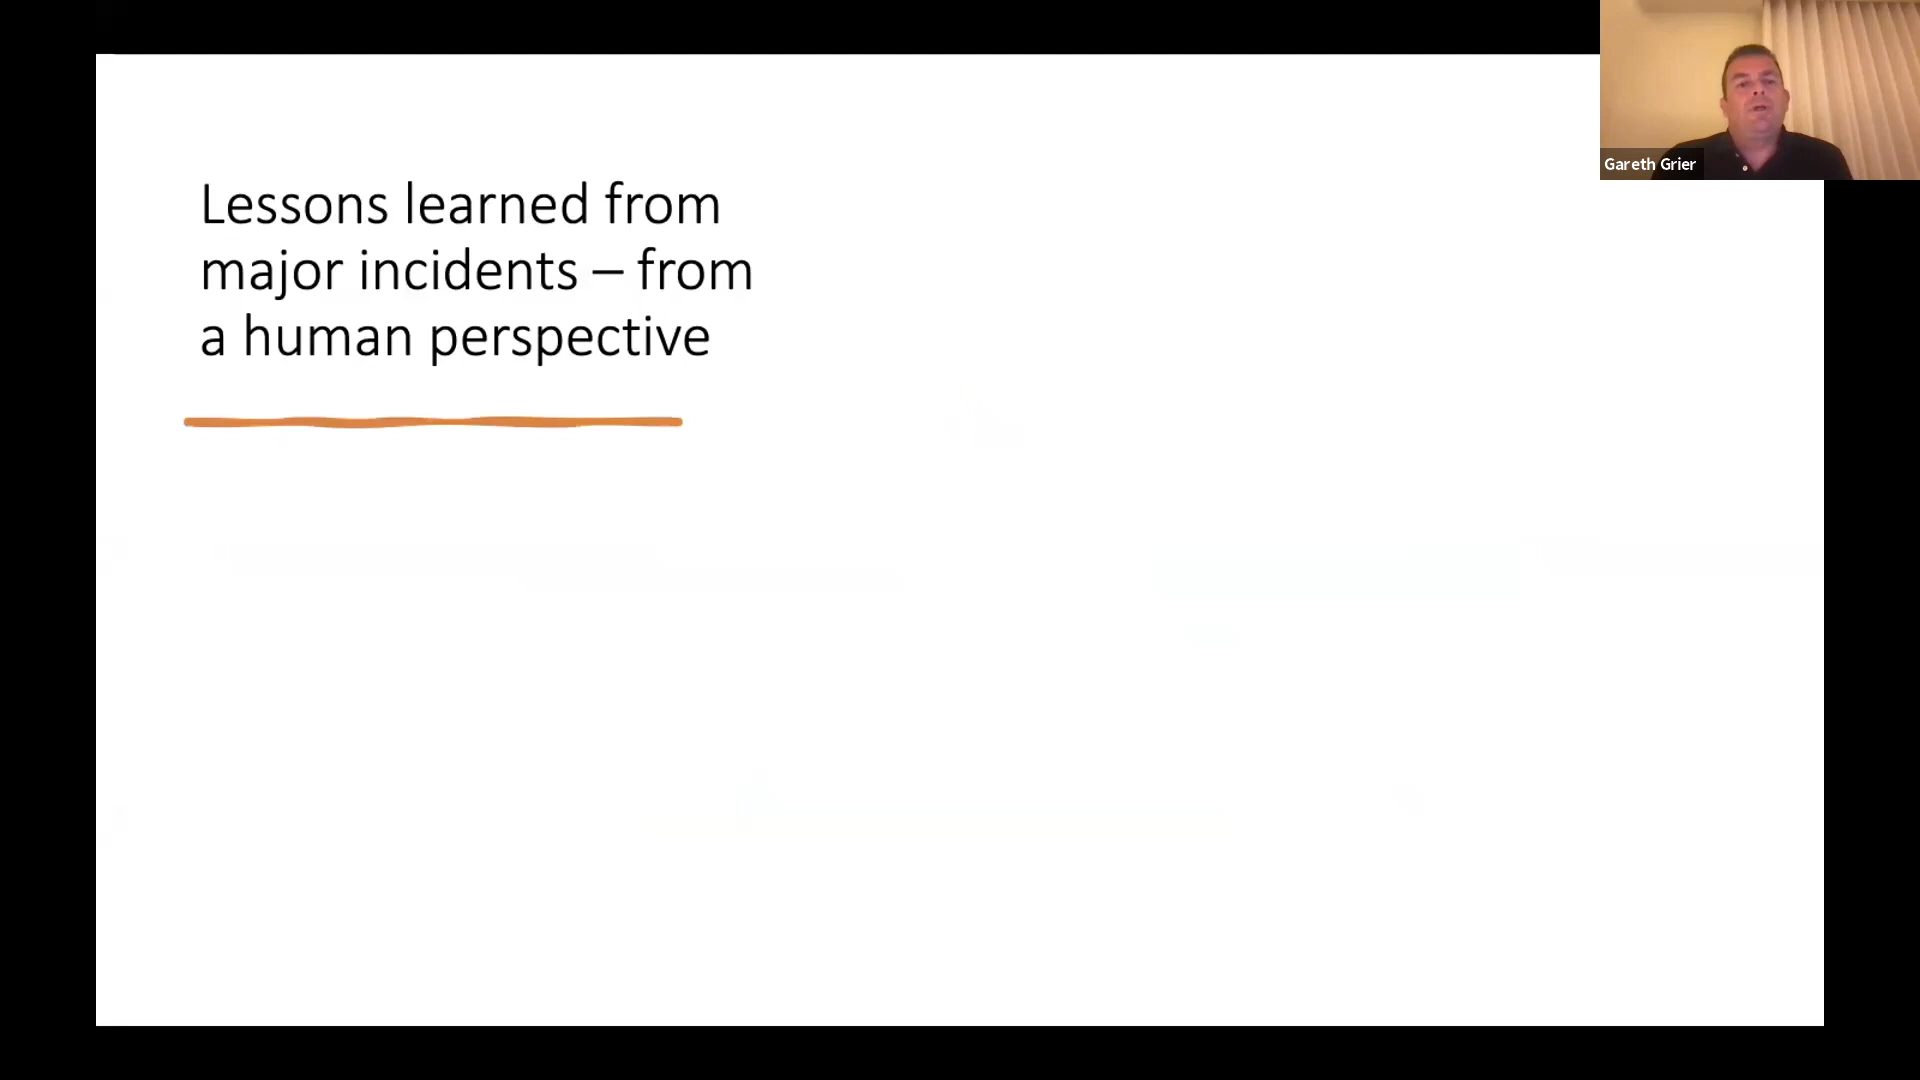 Lessons learned from
major incidents – from
a human perspective
Gareth Grier